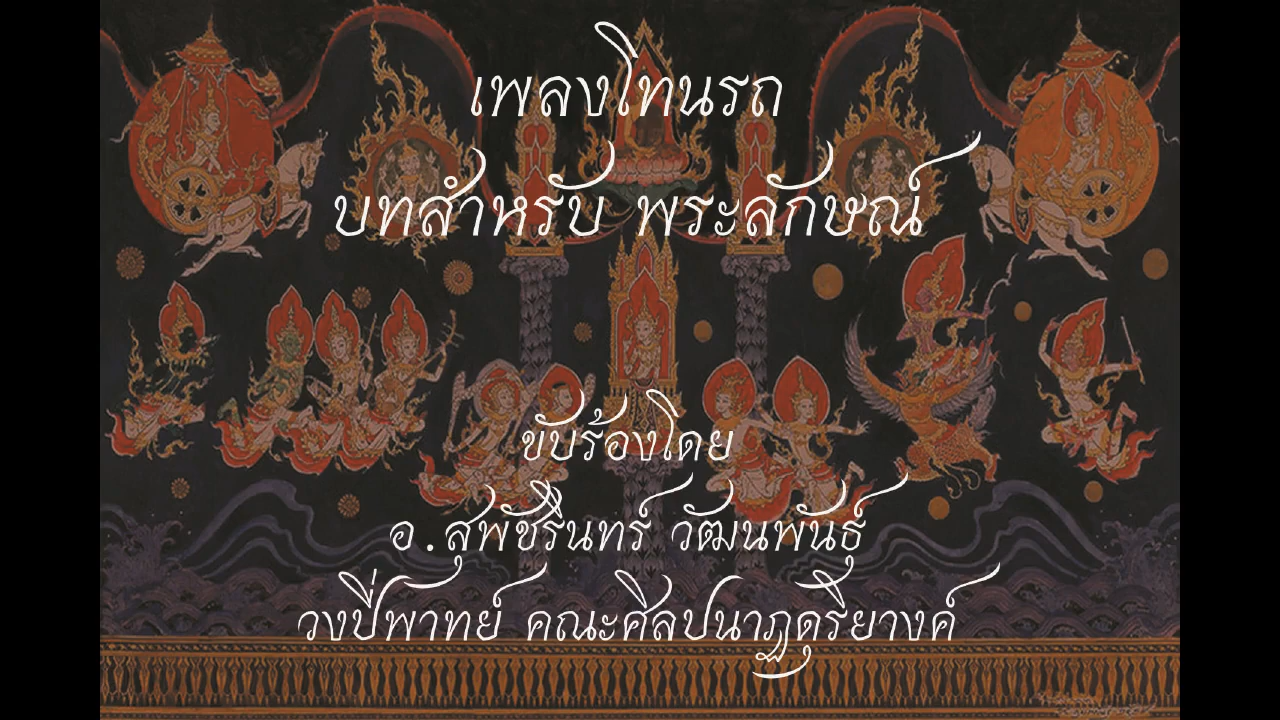 เพลงโทนรถ
บทสำหรับ พระลักษณ์
ขับร้องโดย
อ.สุพัชรินทร์ วัฒนพันธุ์
วงปี่พาทย์ คณะศิลปนาฏดุริยางค์